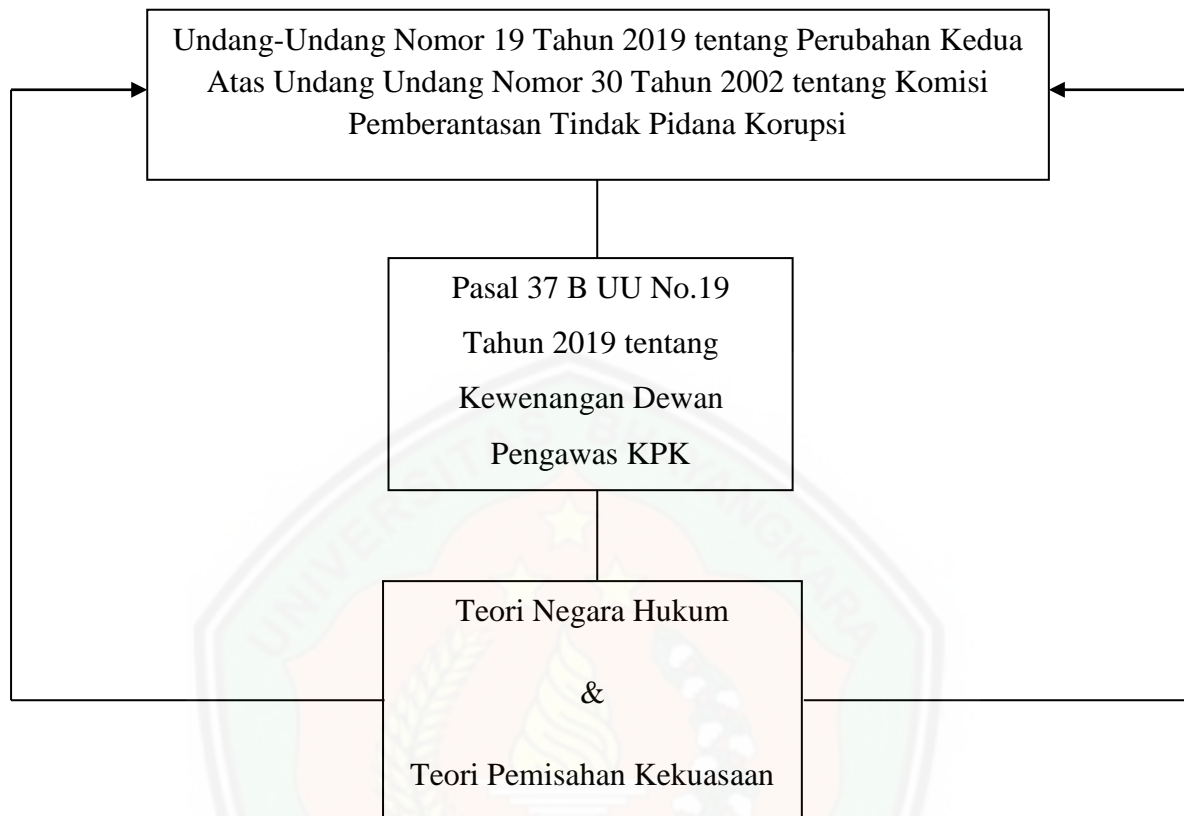 Undang-Undang Nomor 19 Tahun 2019 tentang Perubahan Kedua
Atas Undang Undang Nomor 30 Tahun 2002 tentang Komisi
Pemberantasan Tindak Pidana Korupsi
Pasal 37 B UU No.19
Tahun 2019 tentang
Kewenangan Dewan
Pengawas KPK
Teori Negara Hukum
&
Teori Pemisahan Kekuasaan
UNIVERSITAS